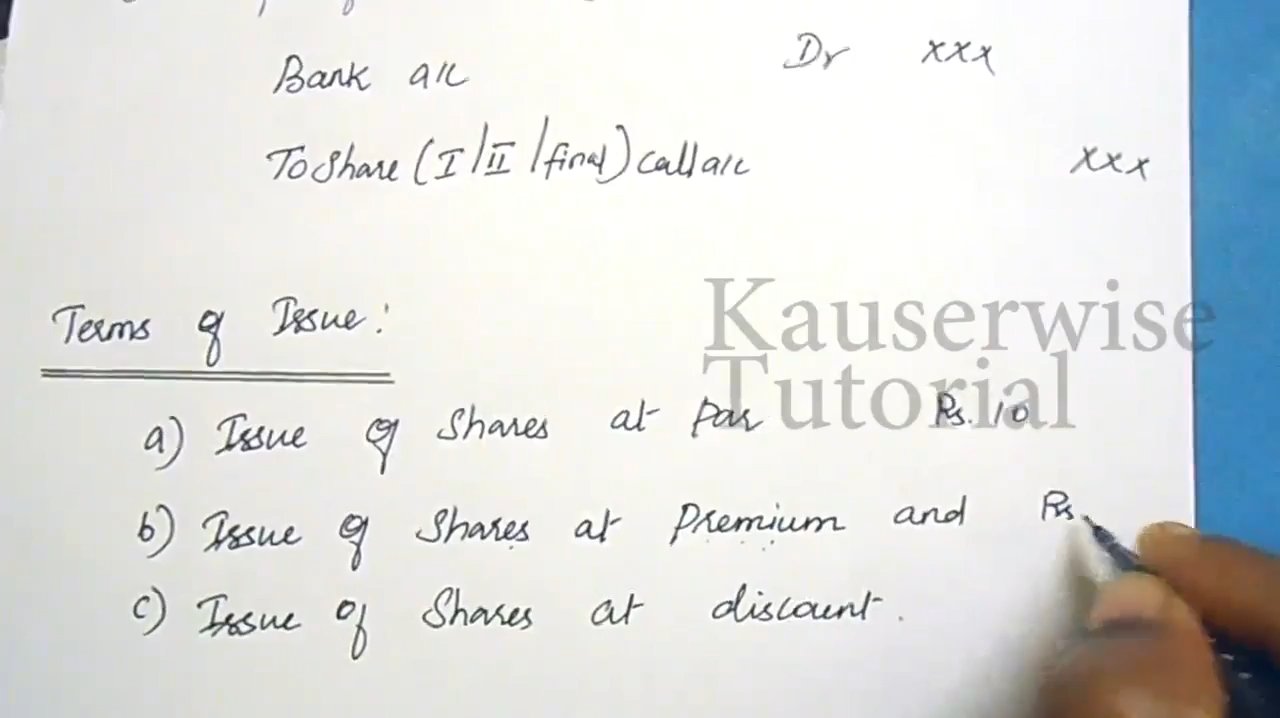 Bank a/c Dr xxx
To Share (I/II/final) call a/c xxx
Terms of Issue:
Kauserwise
Tutorial
a) Issue of Shares at par Rs. 10
b) Issue of Shares at Premium and Rs
c) Issue of Shares at discount.